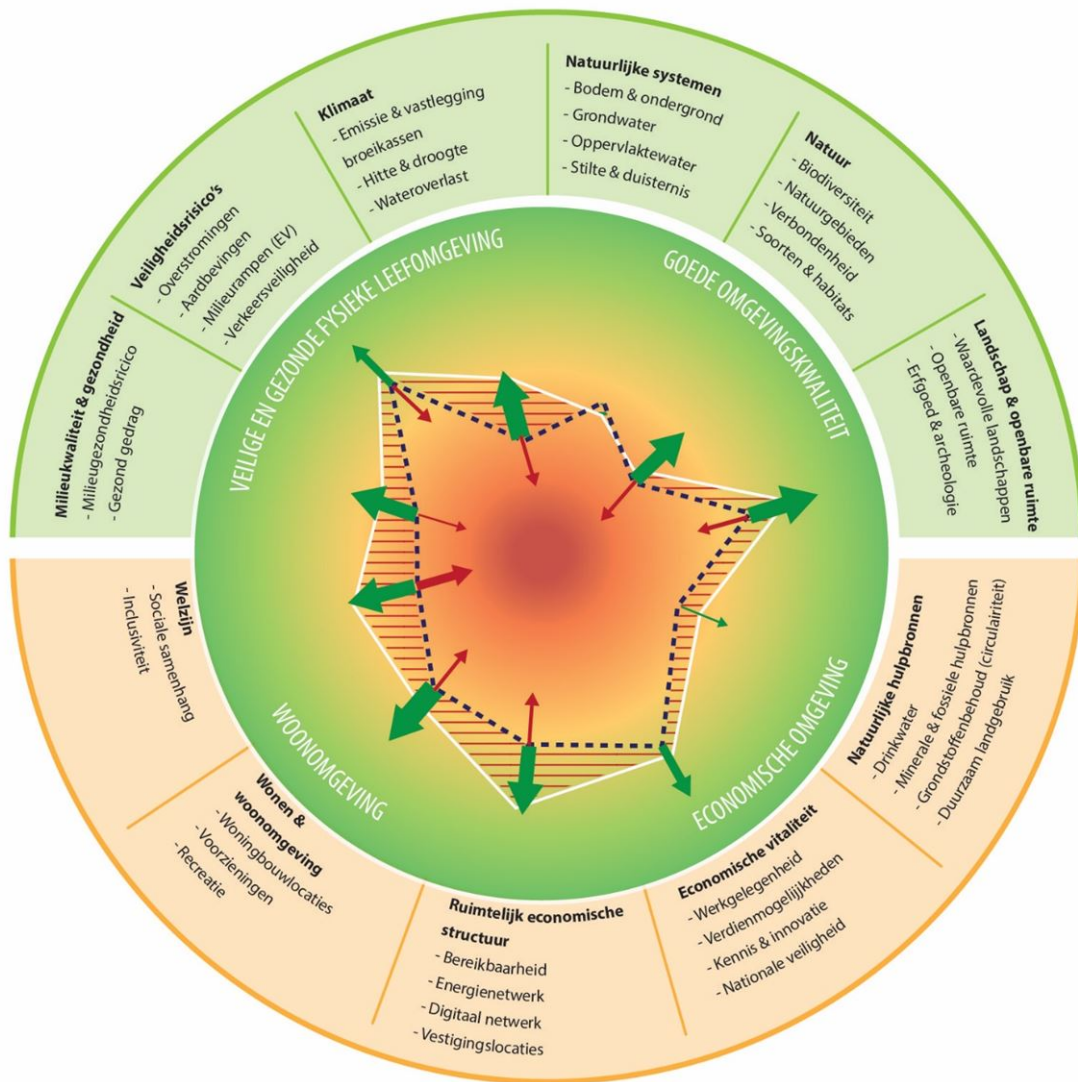 Milieukwaliteit & gezondheid
- Milieugezondheidsricico
- Gezond gedrag
Veiligheidsrisico's
- Overstromingen
- Aardbevingen
- Milieurampen (EV)
- Verkeersveiligheid
Klimaat
- Emissie & vastlegging
broeikassen
- Hitte & droogte
- Wateroverlast
Natuurlijke systemen
- Bodem & ondergrond
- Grondwater
- Oppervlaktewater
- Stilte & duisternis
Natuur
- Biodiversiteit
- Natuurgebieden
- Verbondenheid
- Soorten & habitats
Landschap & openbare ruimte
- Waardevolle landschappen
- Openbare ruimte
- Erfgoed & archeologie
VEILIGE EN GEZONDE FYSIEKE LEEFOMGEVING
GOEDE OMGEVINGSKWALITEIT
WOONOMGEVING
ECONOMISCHE OMGEVING
Welzijn
- Sociale samenhang
- Inclusiviteit
Wonen &
woonomgeving
- Woningbouwlocaties
- Voorzieningen
- Recreatie
Ruimtelijk economische
structuur
- Bereikbaarheid
- Energienetwerk
- Digitaal netwerk
- Vestigingslocaties
Economische vitaliteit
- Werkgelegenheid
- Verdienmogelijkheden
- Kennis & innovatie
- Nationale veiligheid
Natuurlijke hulpbronnen
- Drinkwater
- Minerale & fossiele hulpbronnen
- Grondstoffenbehoud (circulairiteit)
- Duurzaam landgebruik